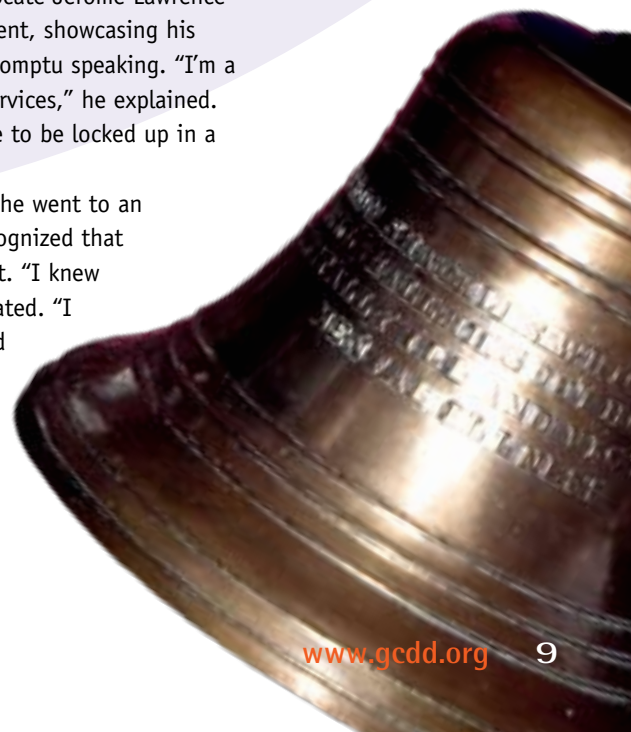 ocate Jerome Lawrence
ent, showcasing his
omptu speaking. “I’m a
rvices,” he explained.
e to be locked up in a
he went to an
ognized that
t. “I knew
ated. “I
d
www.gcdd.org 9